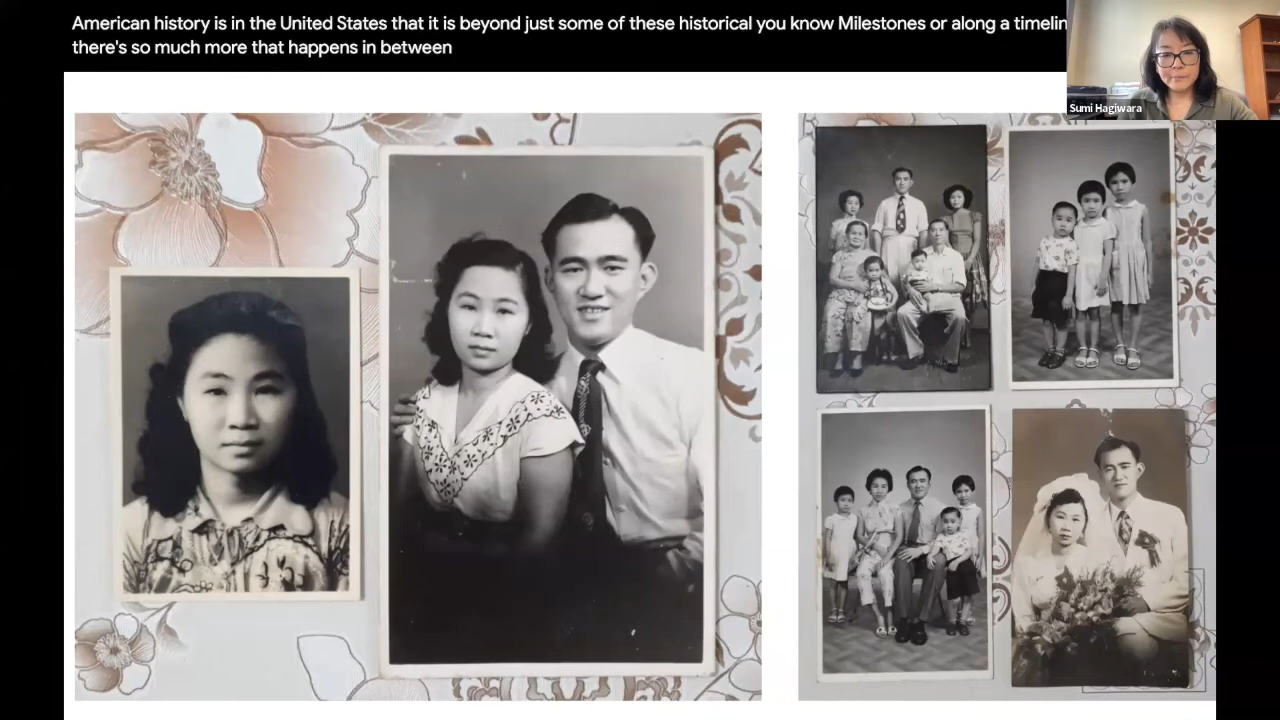 American history is in the United States that it is beyond just some of these historical you know Milestones or along a
there's so much more that happens in between
Sumi Hagiwara